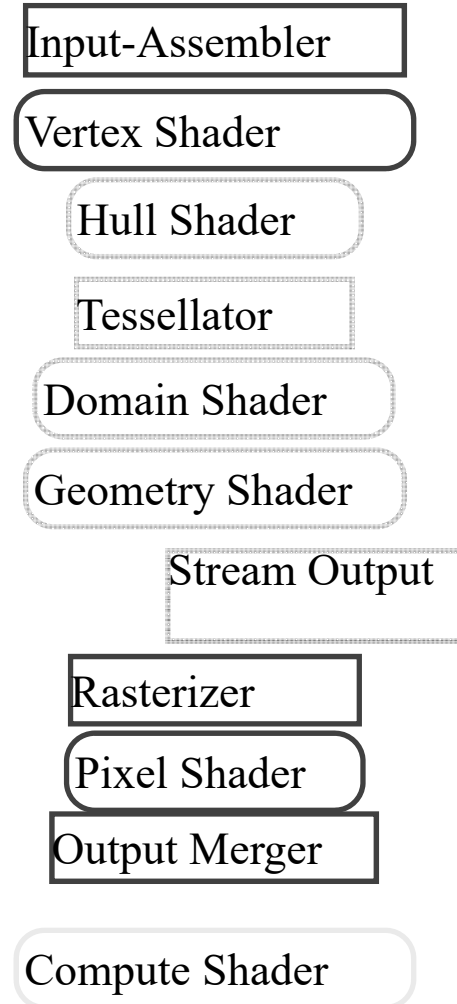 Input-Assembler
Vertex Shader
Hull Shader
Tessellator
Domain Shader
Geometry Shader
Stream Output
Rasterizer
Pixel Shader
Output Merger
Compute Shader